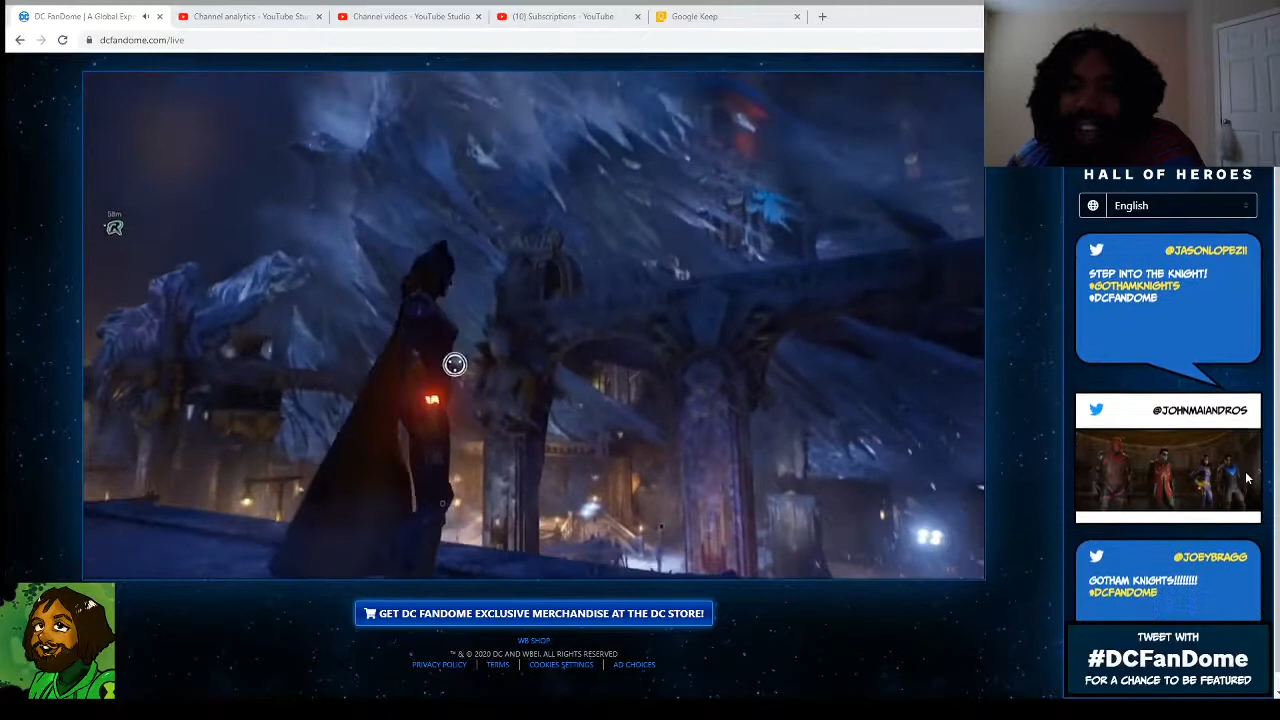 DC FanDome | A Global Exp
Channel analytics - YouTube Stu
Channel videos - YouTube Studio
(10) Subscriptions - YouTube
Google Keep
dcfandome.com/live
58m
HALL OF HEROES
English
@JASONLOPEZII
STEP INTO THE KNIGHT!
#GOTHAMKNIGHTS
#DCFANDOME
@JOHNMAIANDROS
@JOEYBRAGG
GOTHAM KNIGHTS!!!!!!!!
#DCFANDOME
GET DC FANDOME EXCLUSIVE MERCHANDISE AT THE DC STORE!
WB SHOP
™ & © 2020 DC AND WBEI. ALL RIGHTS RESERVED
PRIVACY POLICY | TERMS | COOKIES SETTINGS | AD CHOICES
TWEET WITH
#DCFanDome
FOR A CHANCE TO BE FEATURED